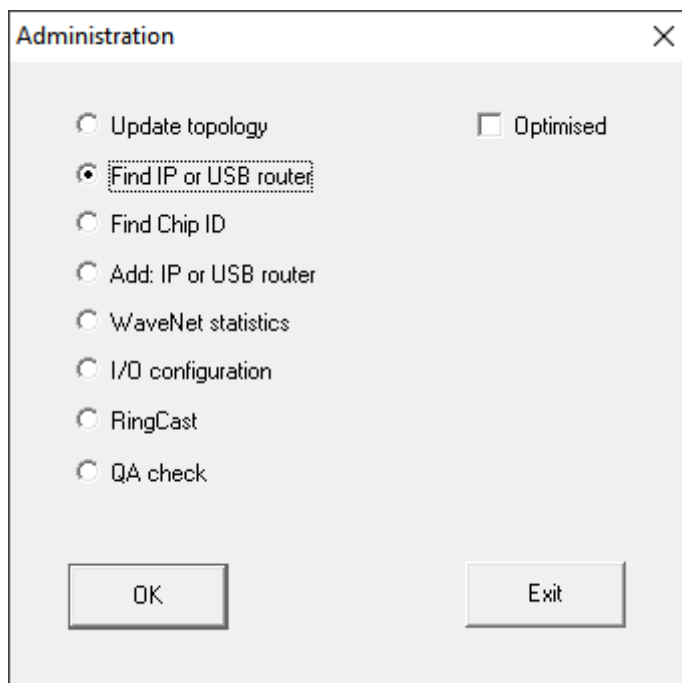 Administration
Update topology
Optimised
Find IP or USB router
Find Chip ID
Add: IP or USB router
WaveNet statistics
I/O configuration
RingCast
QA check
OK
Exit